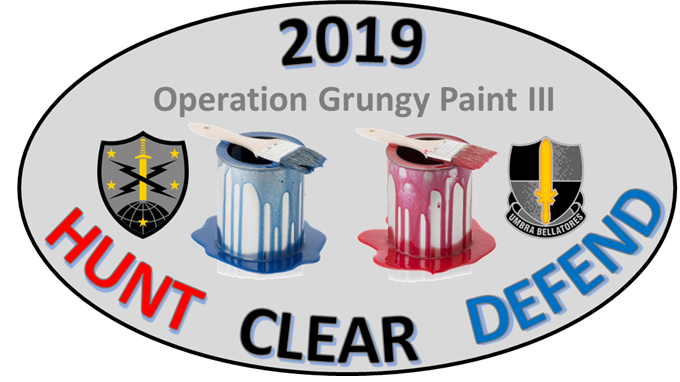 2019
Operation Grungy Paint III
UMBRA BELLATORES
HUNT
CLEAR
DEFEND